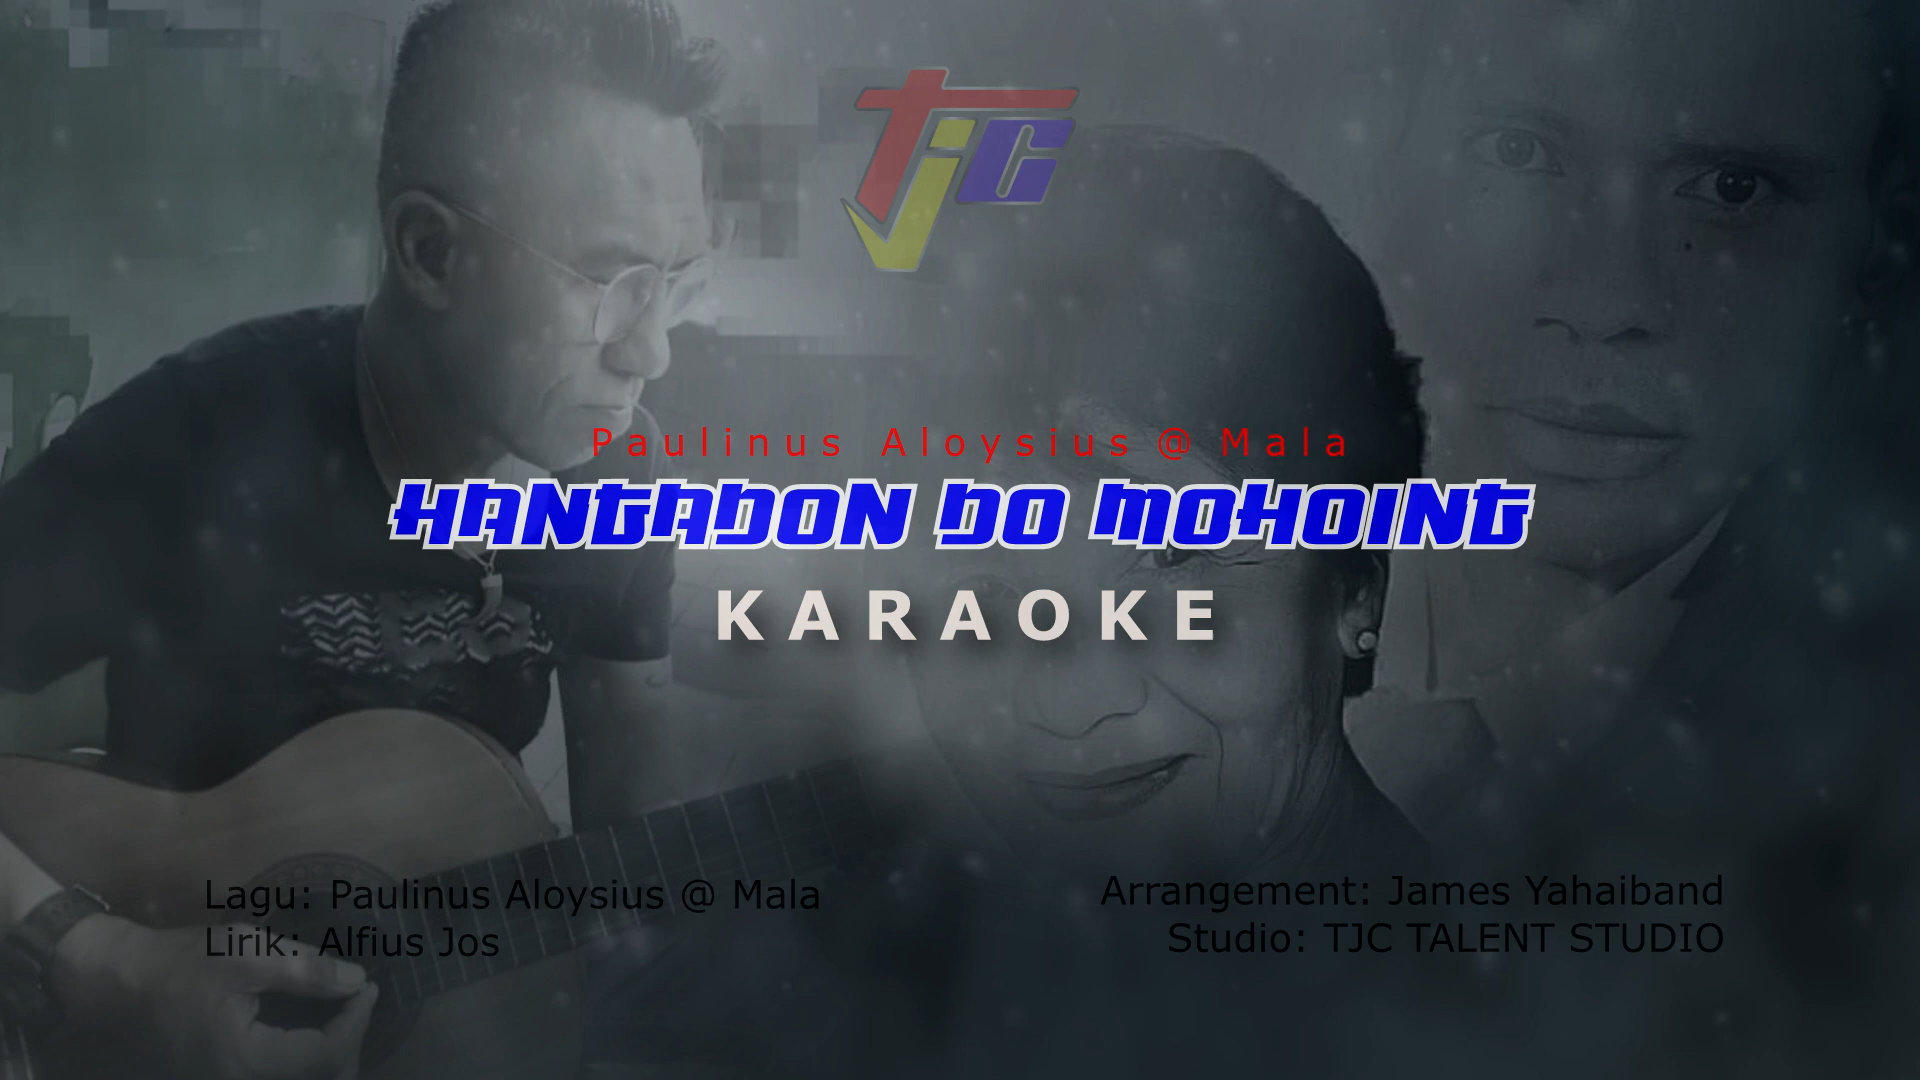 TJC
Paulinus Aloysius @ Mala
HANGADON DO MOHOING
KARAOKE
Lagu: Paulinus Aloysius @ Mala
Lirik: Alfius Jos
Arrangement: James Yahaiband
Studio: TJC TALENT STUDIO